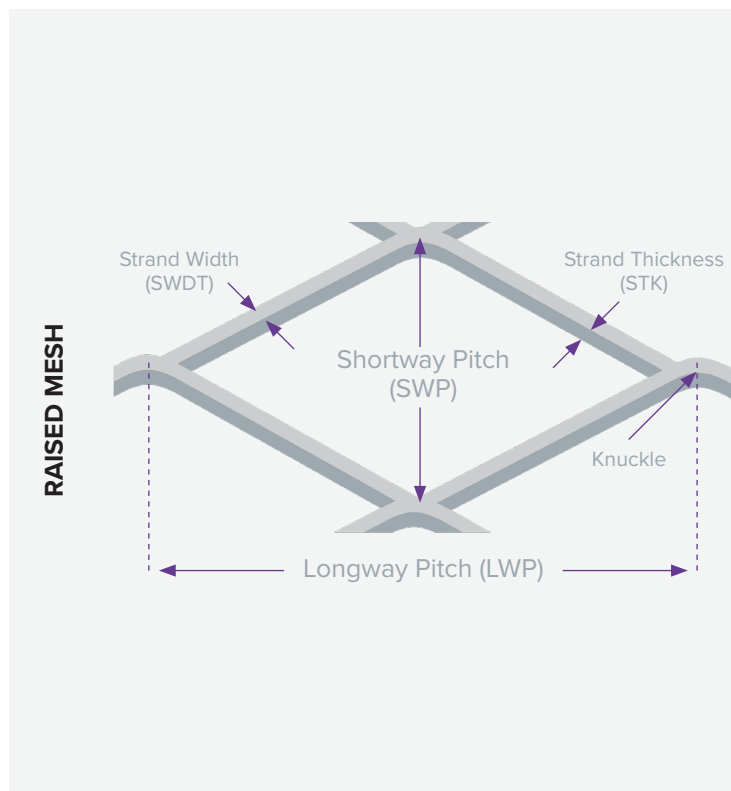 RAISED MESH
Strand Width
(SWDT)
Strand Thickness
(STK)
Shortway Pitch
(SWP)
Knuckle
Longway Pitch (LWP)